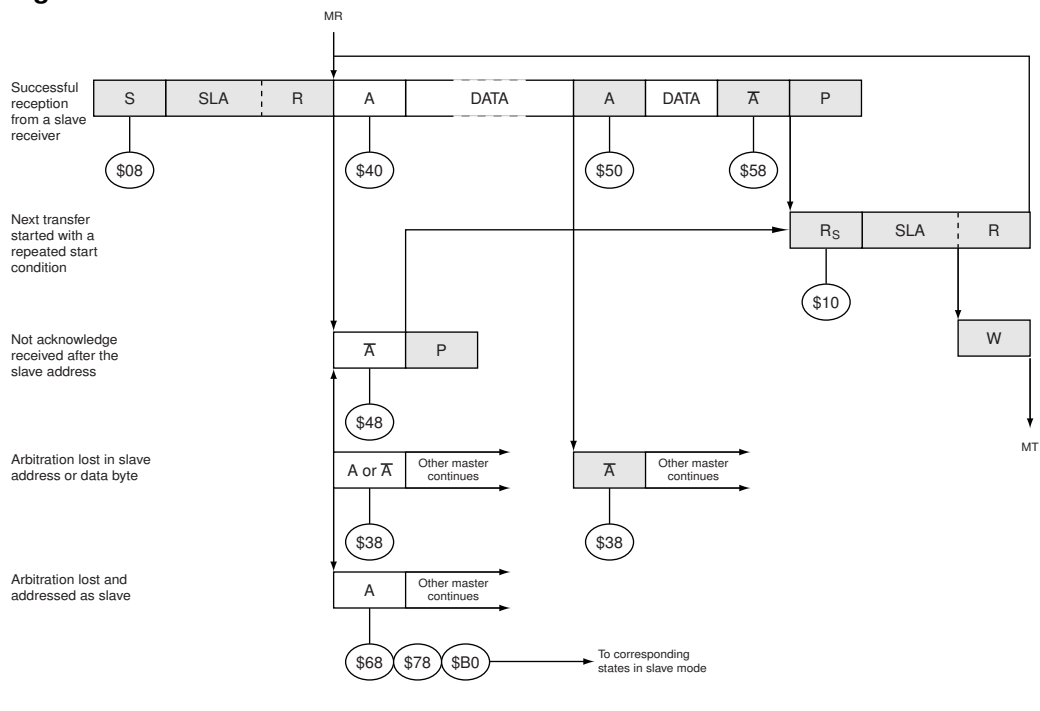 MR
Successful
reception
from a slave
receiver
S SLA R A DATA A DATA A̅ P
$08 $40 $50 $58
Next transfer
started with a
repeated start
condition
RS SLA R
$10
Not acknowledge
received after the
slave address
A̅ P
W
$48
MT
Arbitration lost in slave
address or data byte
A or A̅ Other master
continues
A̅ Other master
continues
$38 $38
Arbitration lost and
addressed as slave
A Other master
continues
$68 $78 $B0
To corresponding
states in slave mode